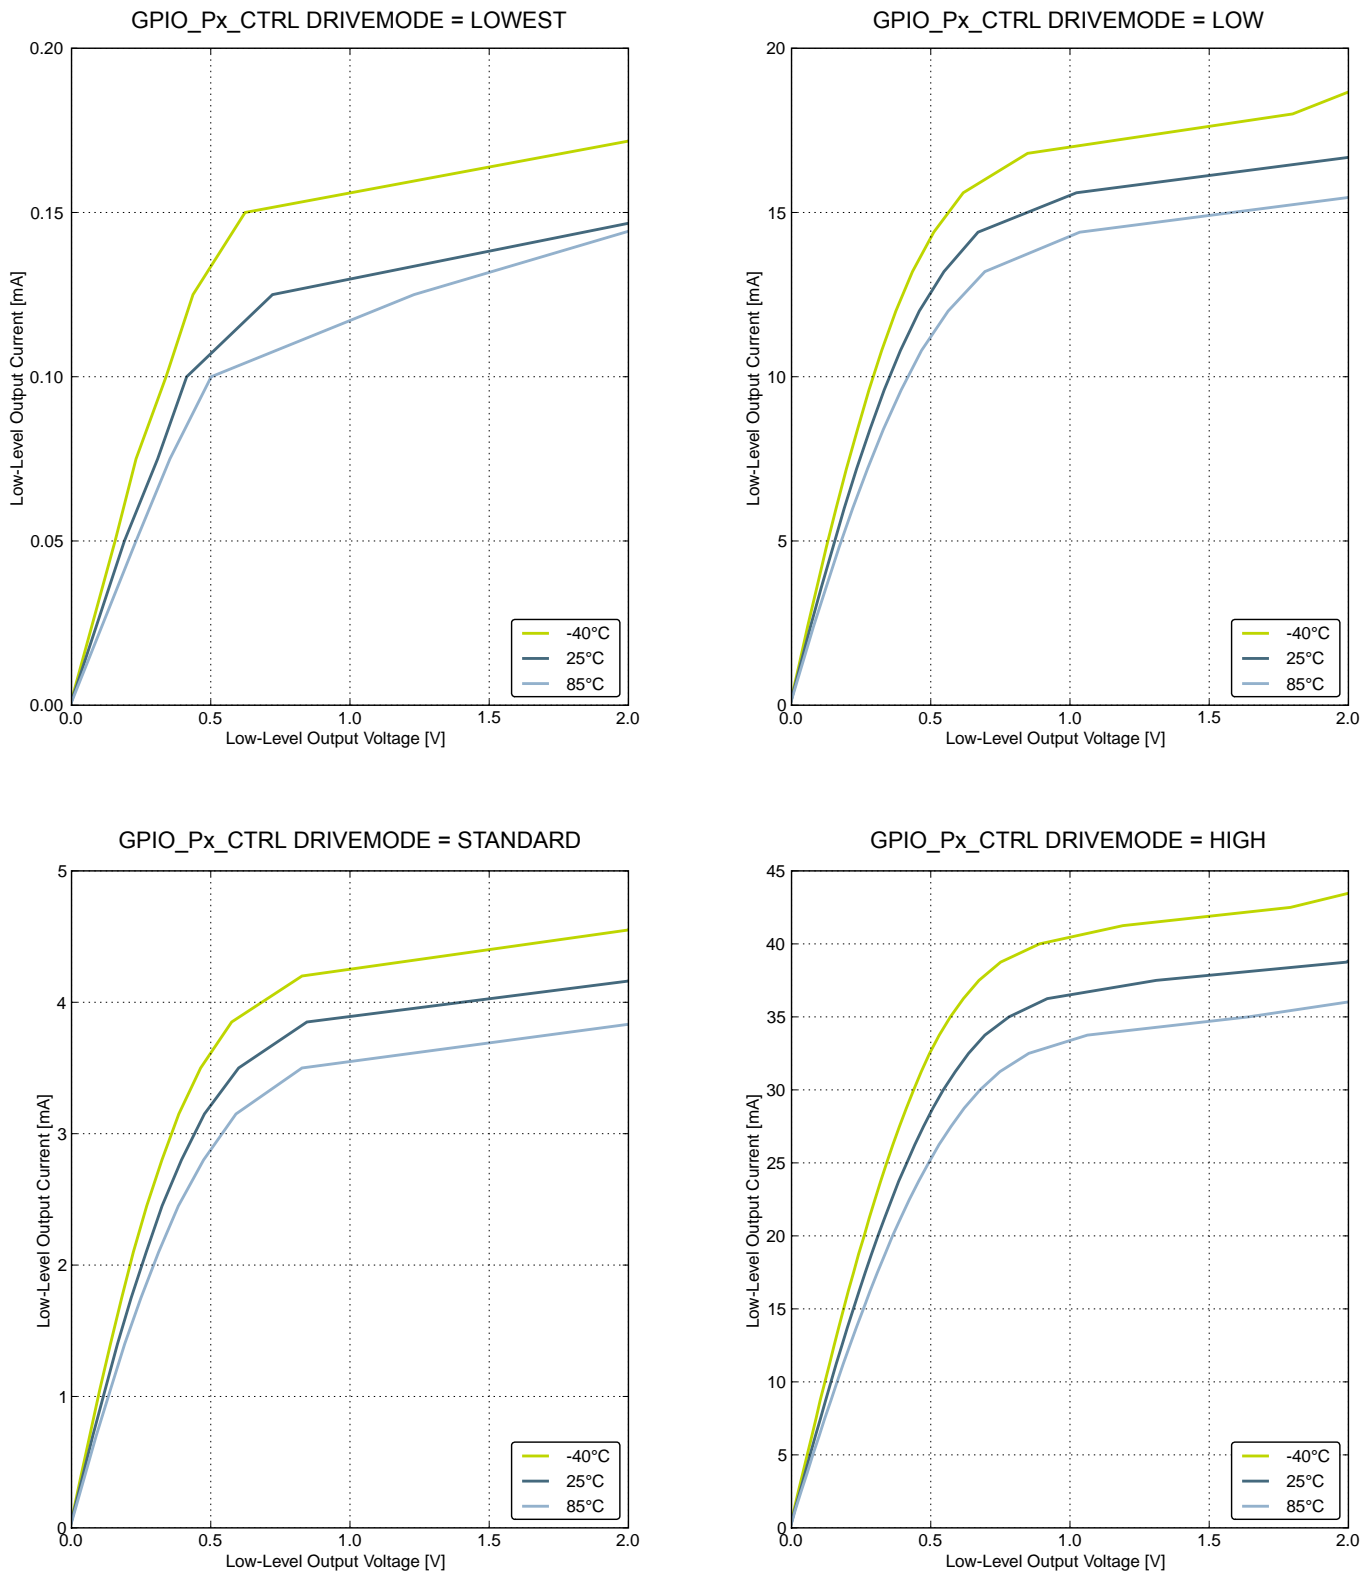 GPIO_Px_CTRL DRIVEMODE = LOWEST
0.20
0.15
0.10
0.05
0.00
Low-Level Output Current [mA]
-40°C
25°C
85°C
0.0 0.5 1.0 1.5 2.0
Low-Level Output Voltage [V]
GPIO_Px_CTRL DRIVEMODE = LOW
20
15
10
5
0
Low-Level Output Current [mA]
-40°C
25°C
85°C
0.0 0.5 1.0 1.5 2.0
Low-Level Output Voltage [V]
GPIO_Px_CTRL DRIVEMODE = STANDARD
5
4
3
2
1
0
Low-Level Output Current [mA]
-40°C
25°C
85°C
0.0 0.5 1.0 1.5 2.0
Low-Level Output Voltage [V]
GPIO_Px_CTRL DRIVEMODE = HIGH
45
40
35
30
25
20
15
10
5
0
Low-Level Output Current [mA]
-40°C
25°C
85°C
0.0 0.5 1.0 1.5 2.0
Low-Level Output Voltage [V]